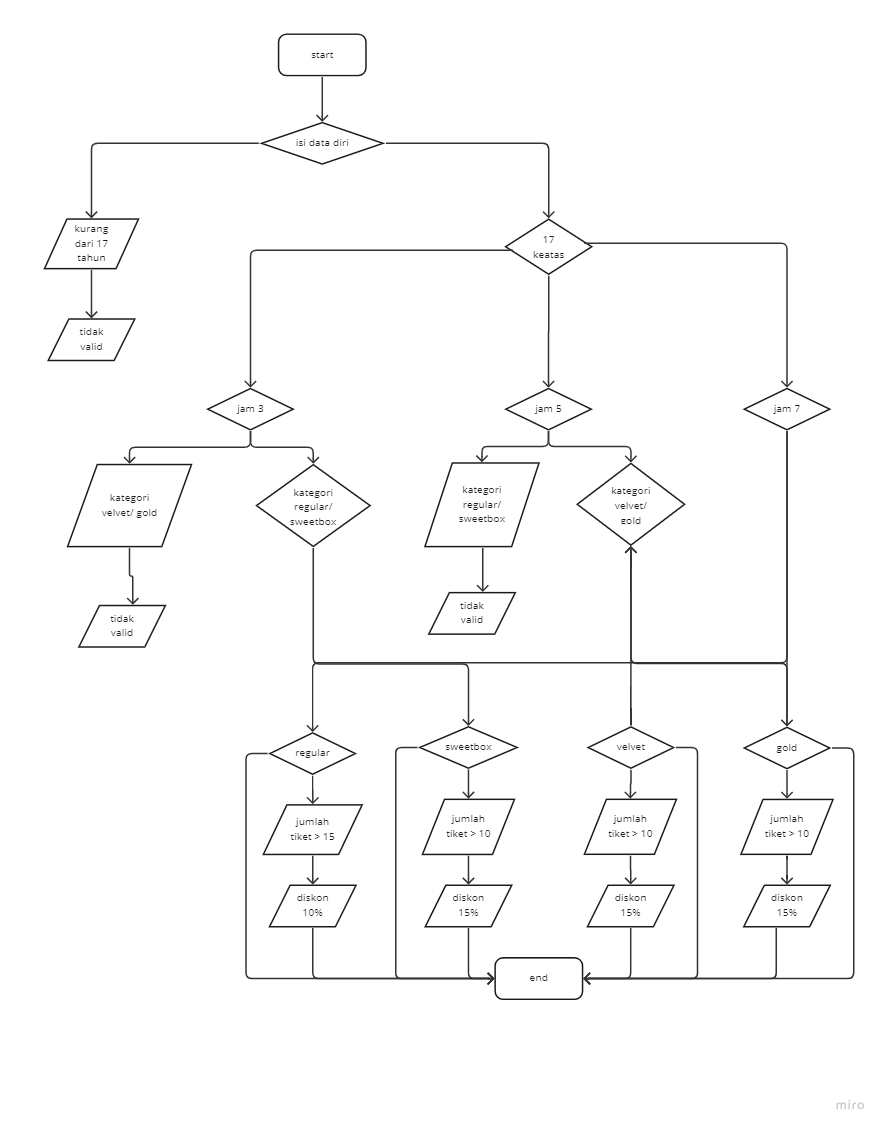 start
isi data diri
kurang
dari 17
tahun
17
keatas
tidak
valid
jam 3
jam 5
jam 7
kategori
velvet/ gold
kategori
regular/
sweetbox
kategori
regular/
sweetbox
kategori
velvet/
gold
tidak
valid
tidak
valid
regular
sweetbox
velvet
gold
jumlah
tiket > 15
jumlah
tiket > 10
jumlah
tiket > 10
jumlah
tiket > 10
diskon
10%
diskon
15%
diskon
15%
diskon
15%
end
miro